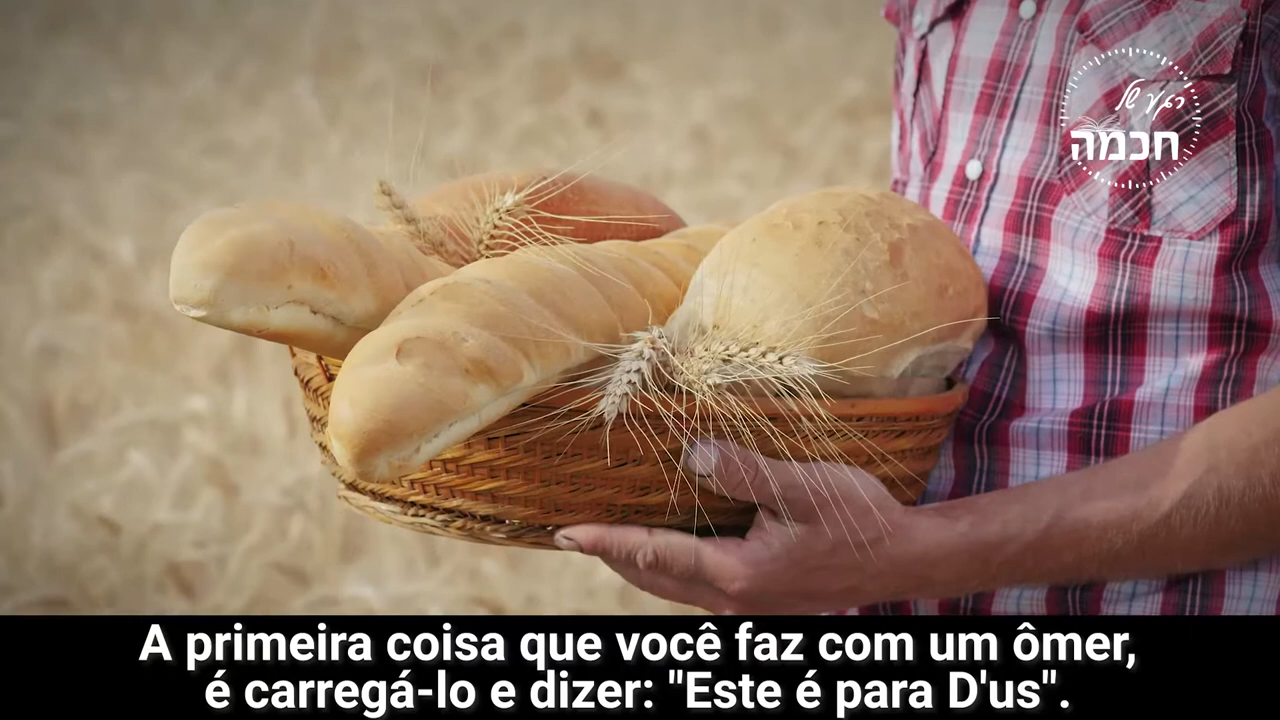 רגע של
חכמה
A primeira coisa que você faz com um ômer,
é carregá-lo e dizer: "Este é para D'us".